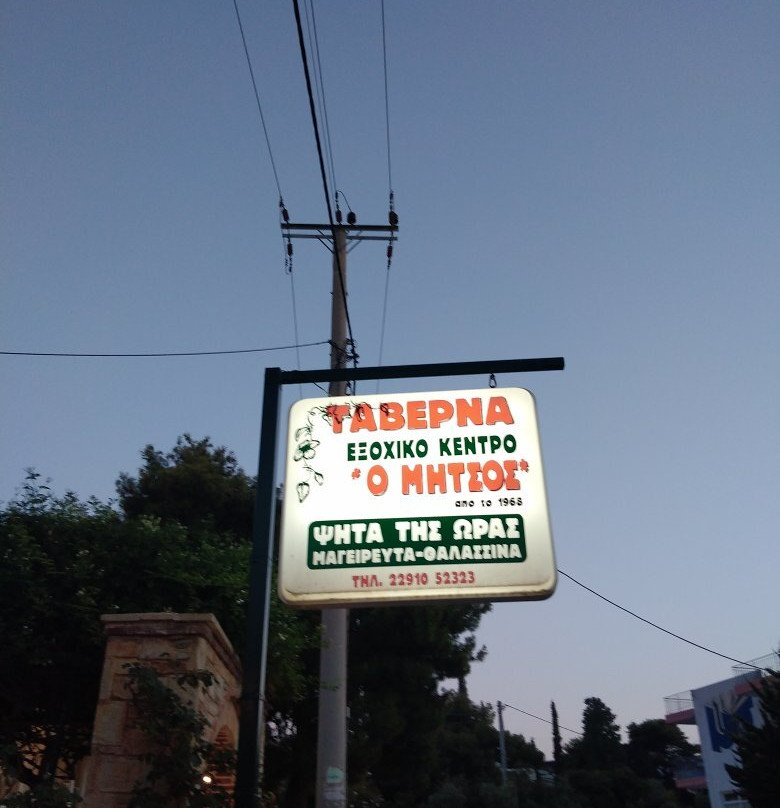 ΤΑΒΕΡΝΑ
ΕΞΟΧΙΚΟ ΚΕΝΤΡΟ
"Ο ΜΗΤΣΟΣ"
απο το 1968
ΨΗΤΑ ΤΗΣ ΩΡΑΣ
ΜΑΓΕΙΡΕΥΤΑ-ΘΑΛΑΣΣΙΝΑ
ΤΗΛ. 22910 52323